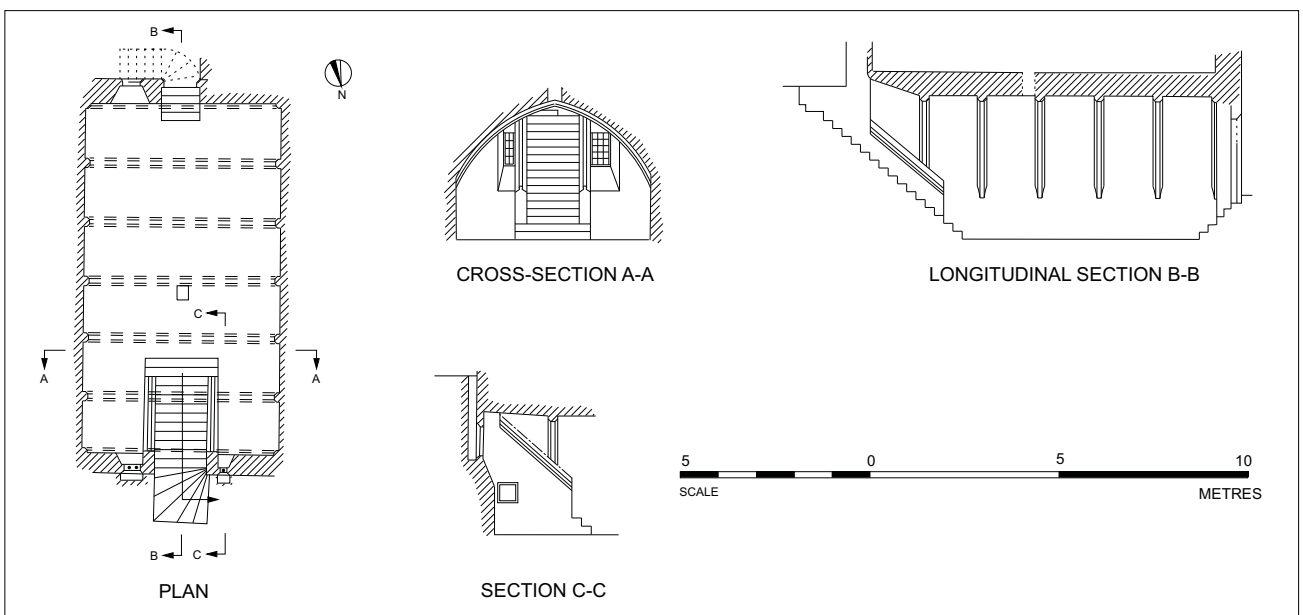 B
N
C
A
A
B
C
PLAN
CROSS-SECTION A-A
LONGITUDINAL SECTION B-B
SECTION C-C
5 0 5 10
SCALE METRES